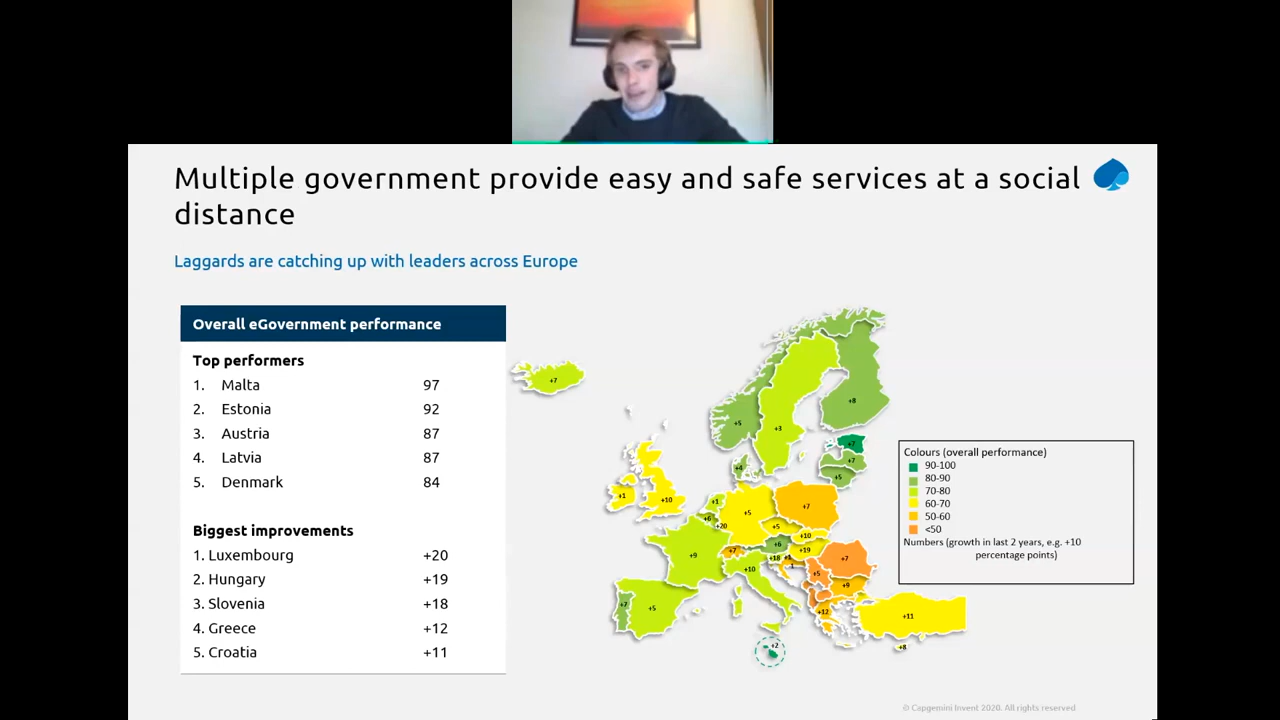 Multiple government provide easy and safe services at a social
distance
Laggards are catching up with leaders across Europe
Overall eGovernment performance
Top performers
1. Malta 97
2. Estonia 92
3. Austria 87
4. Latvia 87
5. Denmark 84
Biggest improvements
1. Luxembourg +20
2. Hungary +19
3. Slovenia +18
4. Greece +12
5. Croatia +11
+7
+8
+5
+3
+7
+7
+4
+5
+1
+10
+1
+6
+20
+5
+7
+5
+10
+9
+7
+6
+19
+18
+10
+7
+5
+9
+7
+5
+12
+11
+2
+8
Colours (overall performance)
90-100
80-90
70-80
60-70
50-60
<50
Numbers (growth in last 2 years, e.g. +10
percentage points)
© Capgemini Invent 2020. All rights reserved